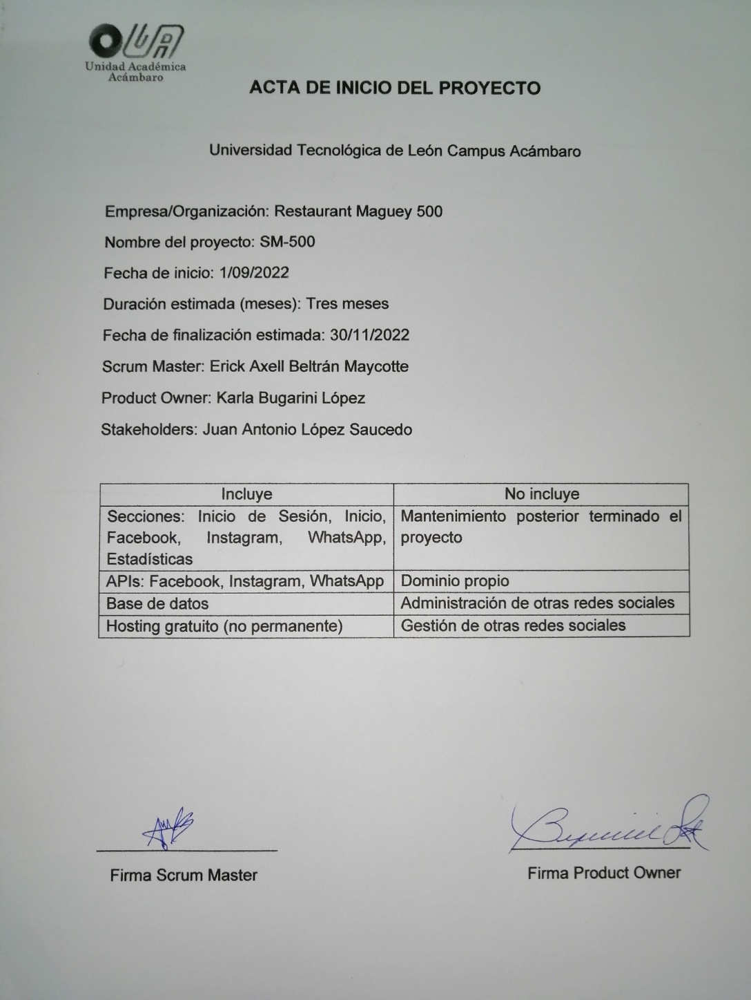 Unidad Académica
Acámbaro
ACTA DE INICIO DEL PROYECTO
Universidad Tecnológica de León Campus Acámbaro
Empresa/Organización: Restaurant Maguey 500
Nombre del proyecto: SM-500
Fecha de inicio: 1/09/2022
Duración estimada (meses): Tres meses
Fecha de finalización estimada: 30/11/2022
Scrum Master: Erick Axell Beltrán Maycotte
Product Owner: Karla Bugarini López
Stakeholders: Juan Antonio López Saucedo
Incluye
No incluye
Secciones: Inicio de Sesión, Inicio,
Facebook, Instagram, WhatsApp,
Estadísticas
Mantenimiento posterior terminado el
proyecto
APIs: Facebook, Instagram, WhatsApp
Dominio propio
Base de datos
Administración de otras redes sociales
Hosting gratuito (no permanente)
Gestión de otras redes sociales
Firma Scrum Master
Firma Product Owner